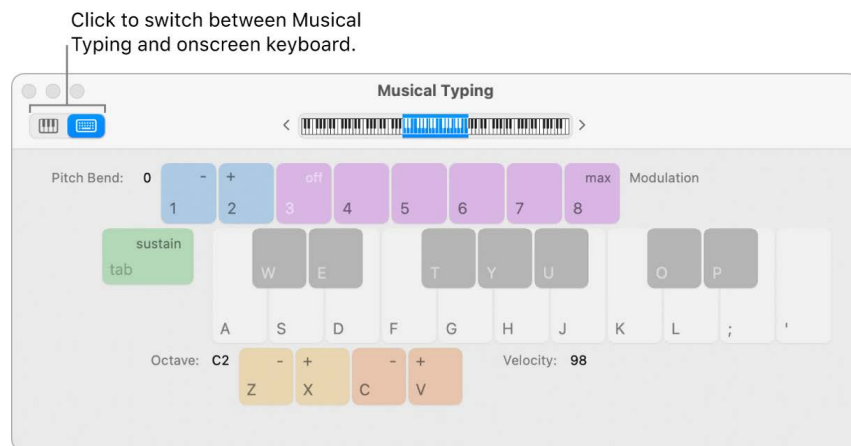 Click to switch between Musical
Typing and onscreen keyboard.
Musical Typing
Pitch Bend: 0 - + off max Modulation
1 2 3 4 5 6 7 8
sustain
tab W E T Y U O P
A S D F G H J K L ; '
Octave: C2 - + - + Velocity: 98
Z X C V